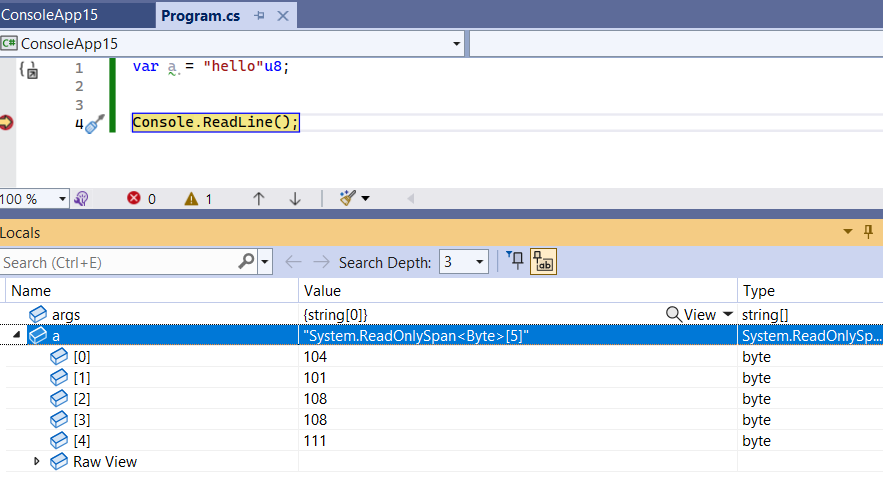 ConsoleApp15 Program.cs
C# ConsoleApp15
1 var a = "hello"u8;
2
3
4 Console.ReadLine();
100 % 0 1
Locals
Search (Ctrl+E) Search Depth: 3 ab
Name Value Type
args {string[0]} View string[]
a "System.ReadOnlySpan<Byte>[5]" System.ReadOnlySp...
[0] 104 byte
[1] 101 byte
[2] 108 byte
[3] 108 byte
[4] 111 byte
Raw View